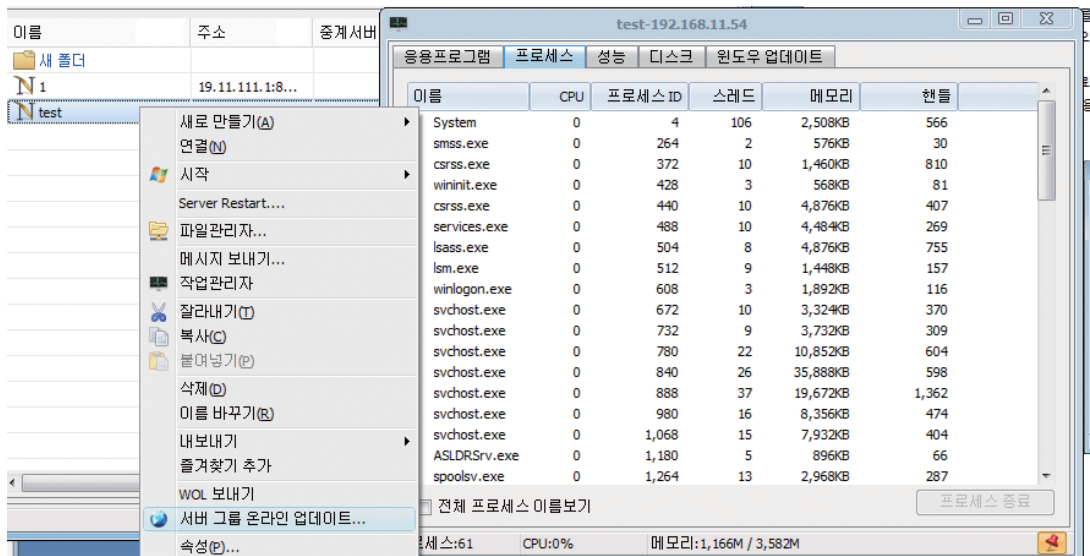 이름 주소 중계서버
새 폴더
1 19.11.111.1:8...
test
새로 만들기(A)
연결(N)
시작
Server Restart....
파일관리자...
메시지 보내기...
작업관리자
잘라내기(T)
복사(C)
붙여넣기(P)
삭제(D)
이름 바꾸기(R)
내보내기
즐겨찾기 추가
WOL 보내기
서버 그룹 온라인 업데이트...
속성(P)...
test-192.168.11.54
응용프로그램 프로세스 성능 디스크 윈도우 업데이트
이름 CPU 프로세스 ID 스레드 메모리 핸들
System 0 4 106 2,508KB 566
smss.exe 0 264 2 576KB 30
csrss.exe 0 372 10 1,460KB 810
wininit.exe 0 428 3 568KB 81
csrss.exe 0 440 10 4,876KB 407
services.exe 0 488 10 4,484KB 269
lsass.exe 0 504 8 4,876KB 755
lsm.exe 0 512 9 1,448KB 157
winlogon.exe 0 608 3 1,892KB 116
svchost.exe 0 672 10 3,324KB 370
svchost.exe 0 732 9 3,732KB 309
svchost.exe 0 780 22 10,852KB 604
svchost.exe 0 840 26 35,888KB 598
svchost.exe 0 888 37 19,672KB 1,362
svchost.exe 0 980 16 8,356KB 474
svchost.exe 0 1,068 15 7,932KB 404
ASLDRSrv.exe 0 1,180 5 896KB 66
spoolsv.exe 0 1,264 13 2,968KB 287
전체 프로세스 이름보기 프로세스 종료
로세스:61 CPU:0% 메모리:1,166M / 3,582M